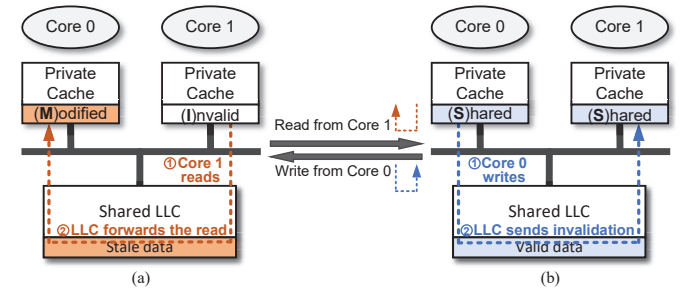 Core 0
Core 1
Private
Cache
(M)odified
Private
Cache
(I)nvalid
①Core 1
reads
Shared LLC
②LLC forwards the read
Stale data
(a)
Read from Core 1
Write from Core 0
Core 0
Core 1
Private
Cache
(S)hared
Private
Cache
(S)hared
①Core 0
writes
Shared LLC
②LLC sends invalidation
Valid data
(b)